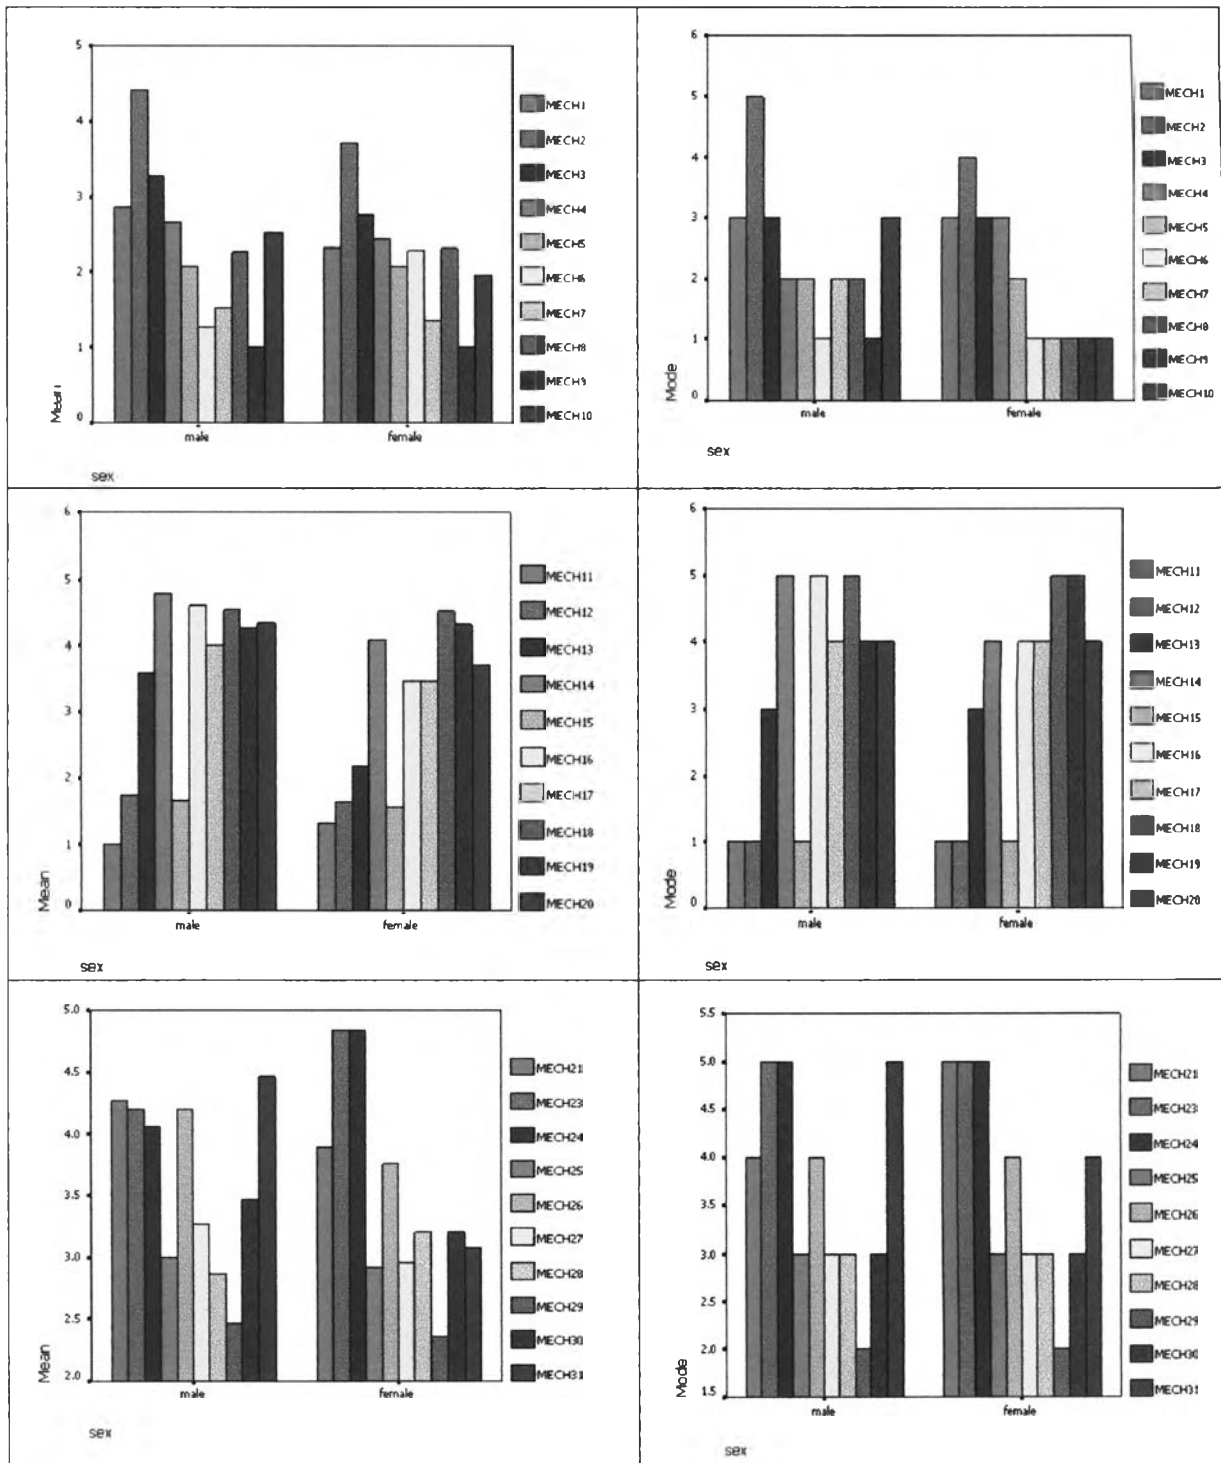 5
4
3
2
1
0
Mean
male
female
sex
MECH1
MECH2
MECH3
MECH4
MECH5
MECH6
MECH7
MECH8
MECH9
MECH10
6
5
4
3
2
1
0
Mode
male
female
sex
MECH1
MECH2
MECH3
MECH4
MECH5
MECH6
MECH7
MECH8
MECH9
MECH10
6
5
4
3
2
1
0
Mean
male
female
sex
MECH11
MECH12
MECH13
MECH14
MECH15
MECH16
MECH17
MECH18
MECH19
MECH20
6
5
4
3
2
1
0
Mode
male
female
sex
MECH11
MECH12
MECH13
MECH14
MECH15
MECH16
MECH17
MECH18
MECH19
MECH20
5.0
4.5
4.0
3.5
3.0
2.5
2.0
Mean
male
female
sex
MECH21
MECH23
MECH24
MECH25
MECH26
MECH27
MECH28
MECH29
MECH30
MECH31
5.5
5.0
4.5
4.0
3.5
3.0
2.5
2.0
1.5
Mode
male
female
sex
MECH21
MECH23
MECH24
MECH25
MECH26
MECH27
MECH28
MECH29
MECH30
MECH31